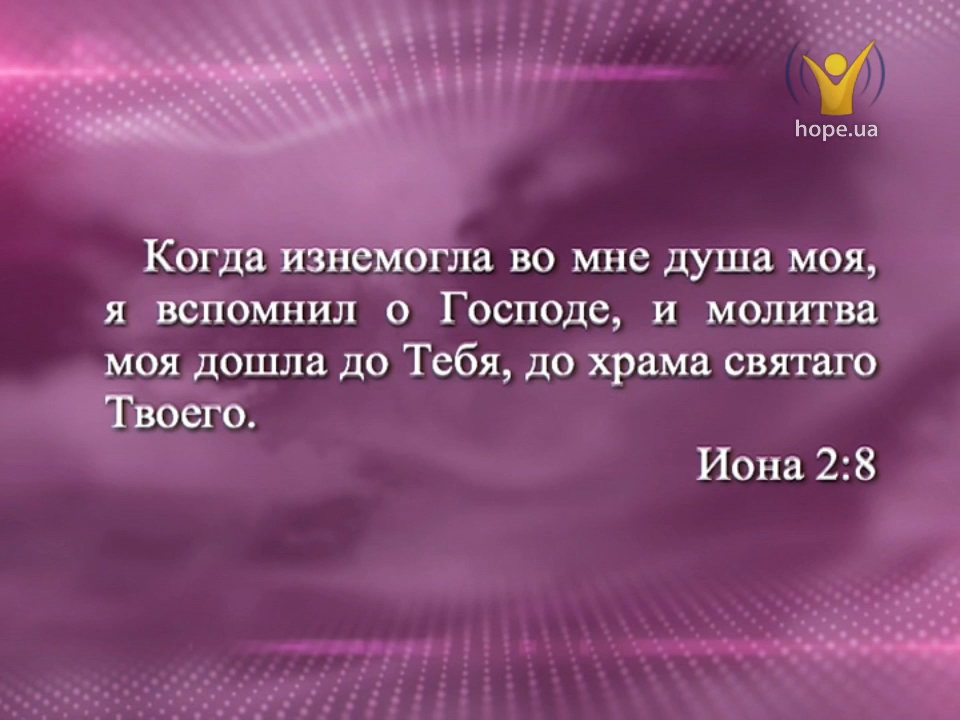 hope.ua
Когда изнемогла во мне душа моя,
я вспомнил о Господе, и молитва
моя дошла до Тебя, до храма святаго
Твоего.
Иона 2:8